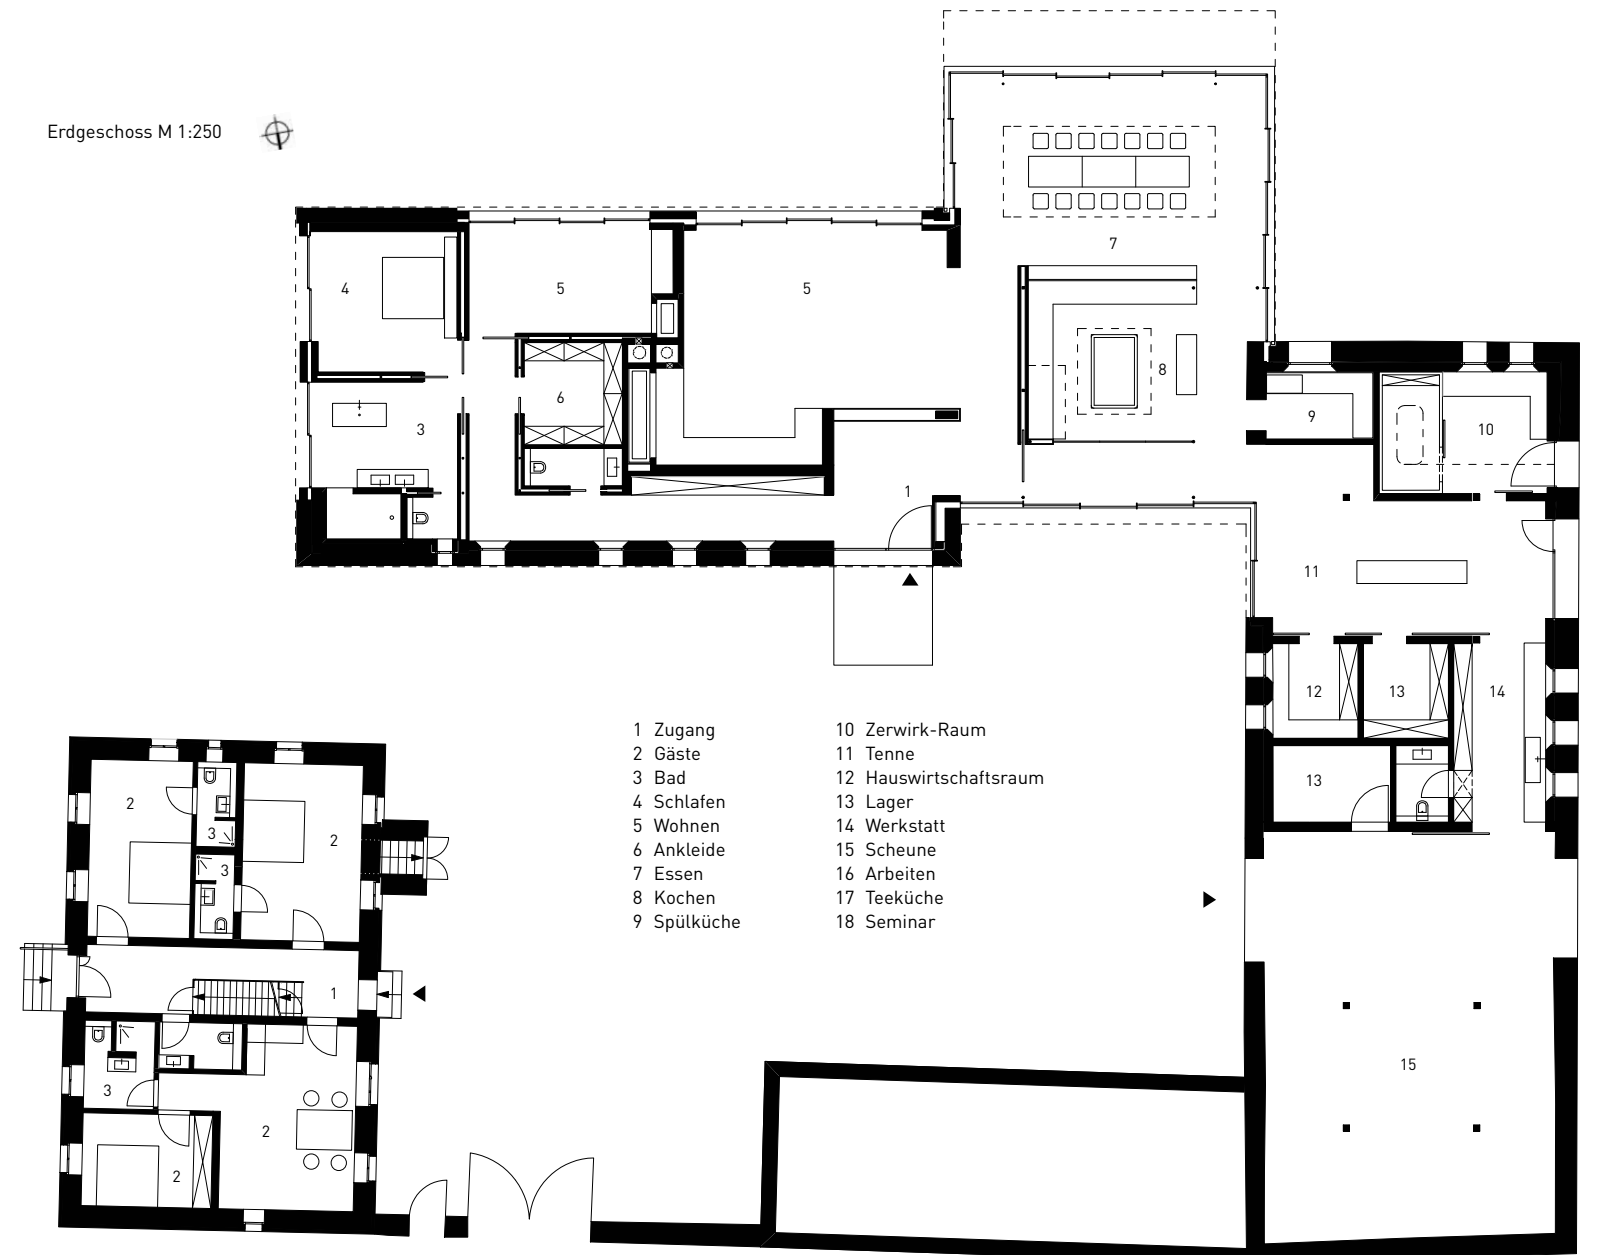 Erdgeschoss M 1:250
7
4
5
5
8
6
3
9
10
1
11
12
13
14
13
1 Zugang
2 Gäste
3 Bad
4 Schlafen
5 Wohnen
6 Ankleide
7 Essen
8 Kochen
9 Spülküche
10 Zerwirk-Raum
11 Tenne
12 Hauswirtschaftsraum
13 Lager
14 Werkstatt
15 Scheune
16 Arbeiten
17 Teeküche
18 Seminar
2
3
2
3
1
15
3
2
2